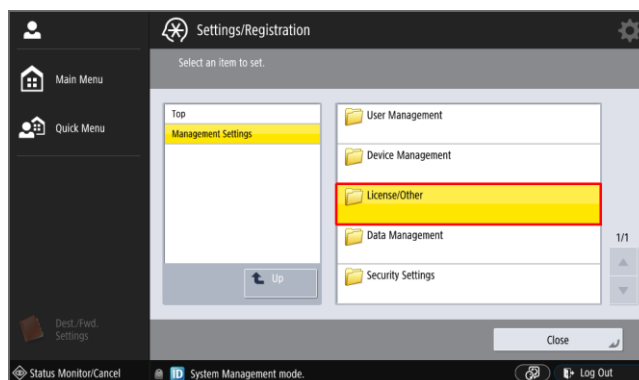 Settings/Registration
Select an item to set.
Main Menu
Quick Menu
Top
Management Settings
Up
User Management
Device Management
License/Other
Data Management
Security Settings
1/1
Dest./Fwd.
Settings
Close
Status Monitor/Cancel
ID System Management mode.
Log Out